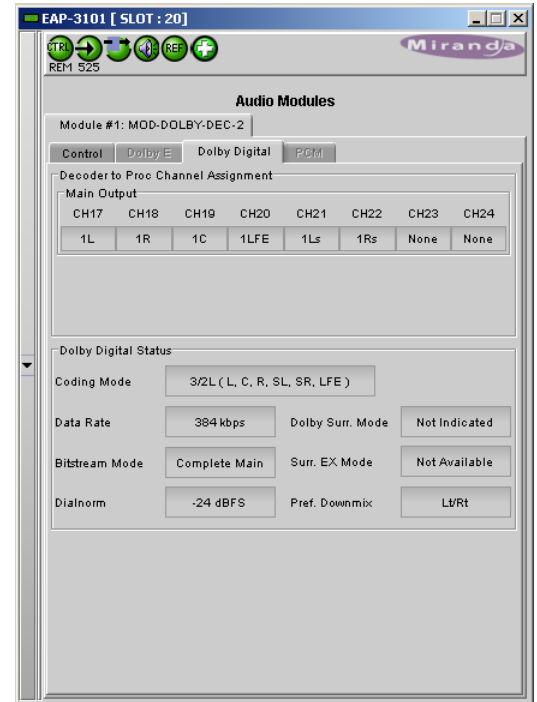 EAP-3101 [ SLOT : 20]
CTRL REF
REM 525
Miranda
Audio Modules
Module #1: MOD-DOLBY-DEC-2
Control Dolby E Dolby Digital PCM
Decoder to Proc Channel Assignment
Main Output
CH17 CH18 CH19 CH20 CH21 CH22 CH23 CH24
1L 1R 1C 1LFE 1Ls 1Rs None None
Dolby Digital Status
Coding Mode 3/2L ( L, C, R, SL, SR, LFE )
Data Rate 384 kbps Dolby Surr. Mode Not Indicated
Bitstream Mode Complete Main Surr. EX Mode Not Available
Dialnorm -24 dBFS Pref. Downmix Lt/Rt